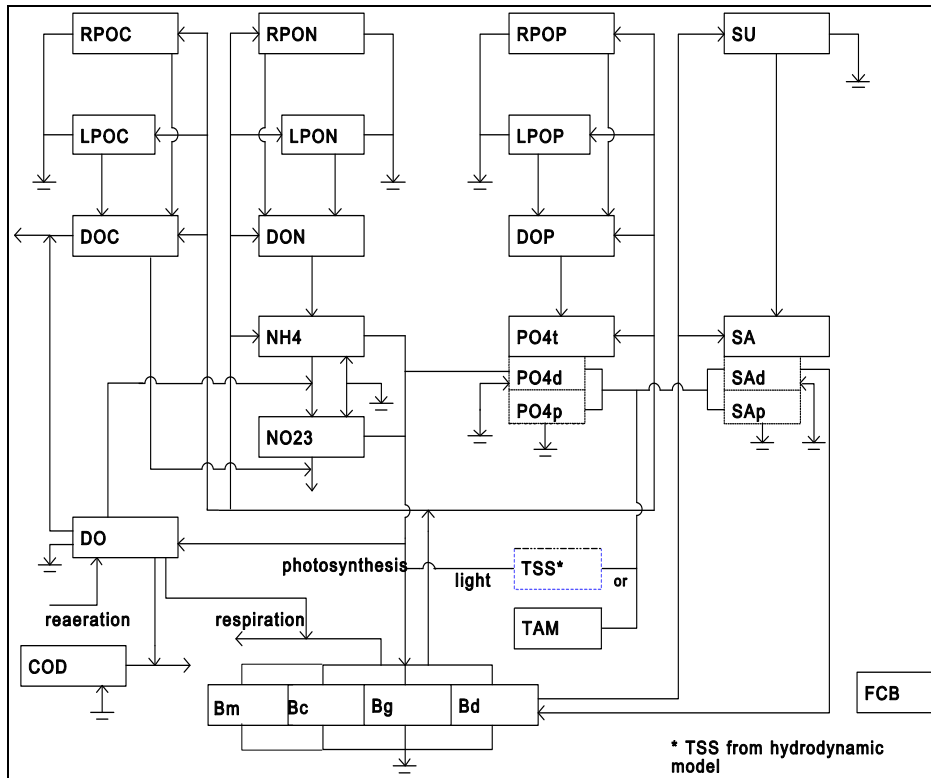 RPOC
RPON
RPOP
SU
LPOC
LPON
LPOP
DOC
DON
DOP
NH4
PO4t
SA
PO4d
SAd
PO4p
SAp
NO23
DO
photosynthesis
light
TSS*
or
reaeration
respiration
TAM
COD
FCB
Bm
Bc
Bg
Bd
* TSS from hydrodynamic
model